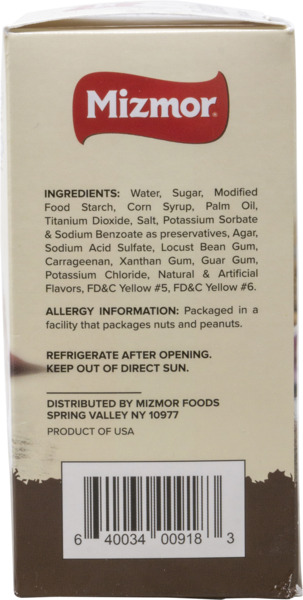 Mizmor®
INGREDIENTS: Water, Sugar, Modified
Food Starch, Corn Syrup, Palm Oil,
Titanium Dioxide, Salt, Potassium Sorbate
& Sodium Benzoate as preservatives, Agar,
Sodium Acid Sulfate, Locust Bean Gum,
Carrageenan, Xanthan Gum, Guar Gum,
Potassium Chloride, Natural & Artificial
Flavors, FD&C Yellow #5, FD&C Yellow #6.
ALLERGY INFORMATION: Packaged in a
facility that packages nuts and peanuts.
REFRIGERATE AFTER OPENING.
KEEP OUT OF DIRECT SUN.
DISTRIBUTED BY MIZMOR FOODS
SPRING VALLEY NY 10977
PRODUCT OF USA
6 40034 00918 3